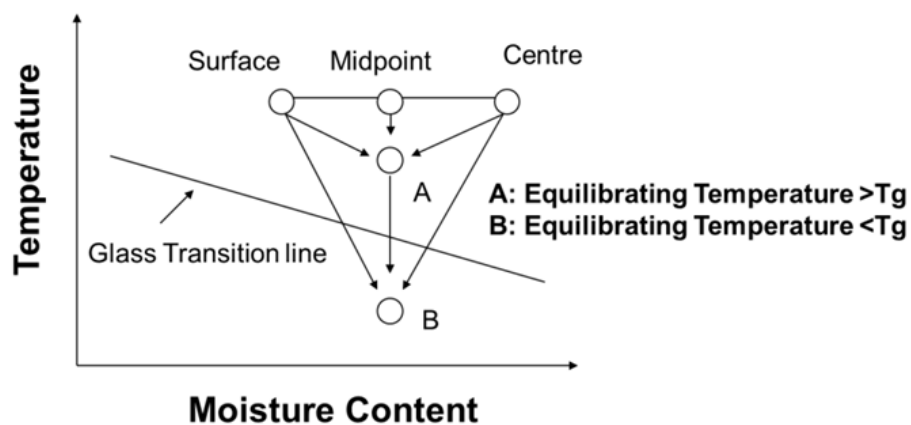 Surface
Midpoint
Centre
Temperature
A
A: Equilibrating Temperature >Tg
B: Equilibrating Temperature <Tg
Glass Transition line
B
Moisture Content